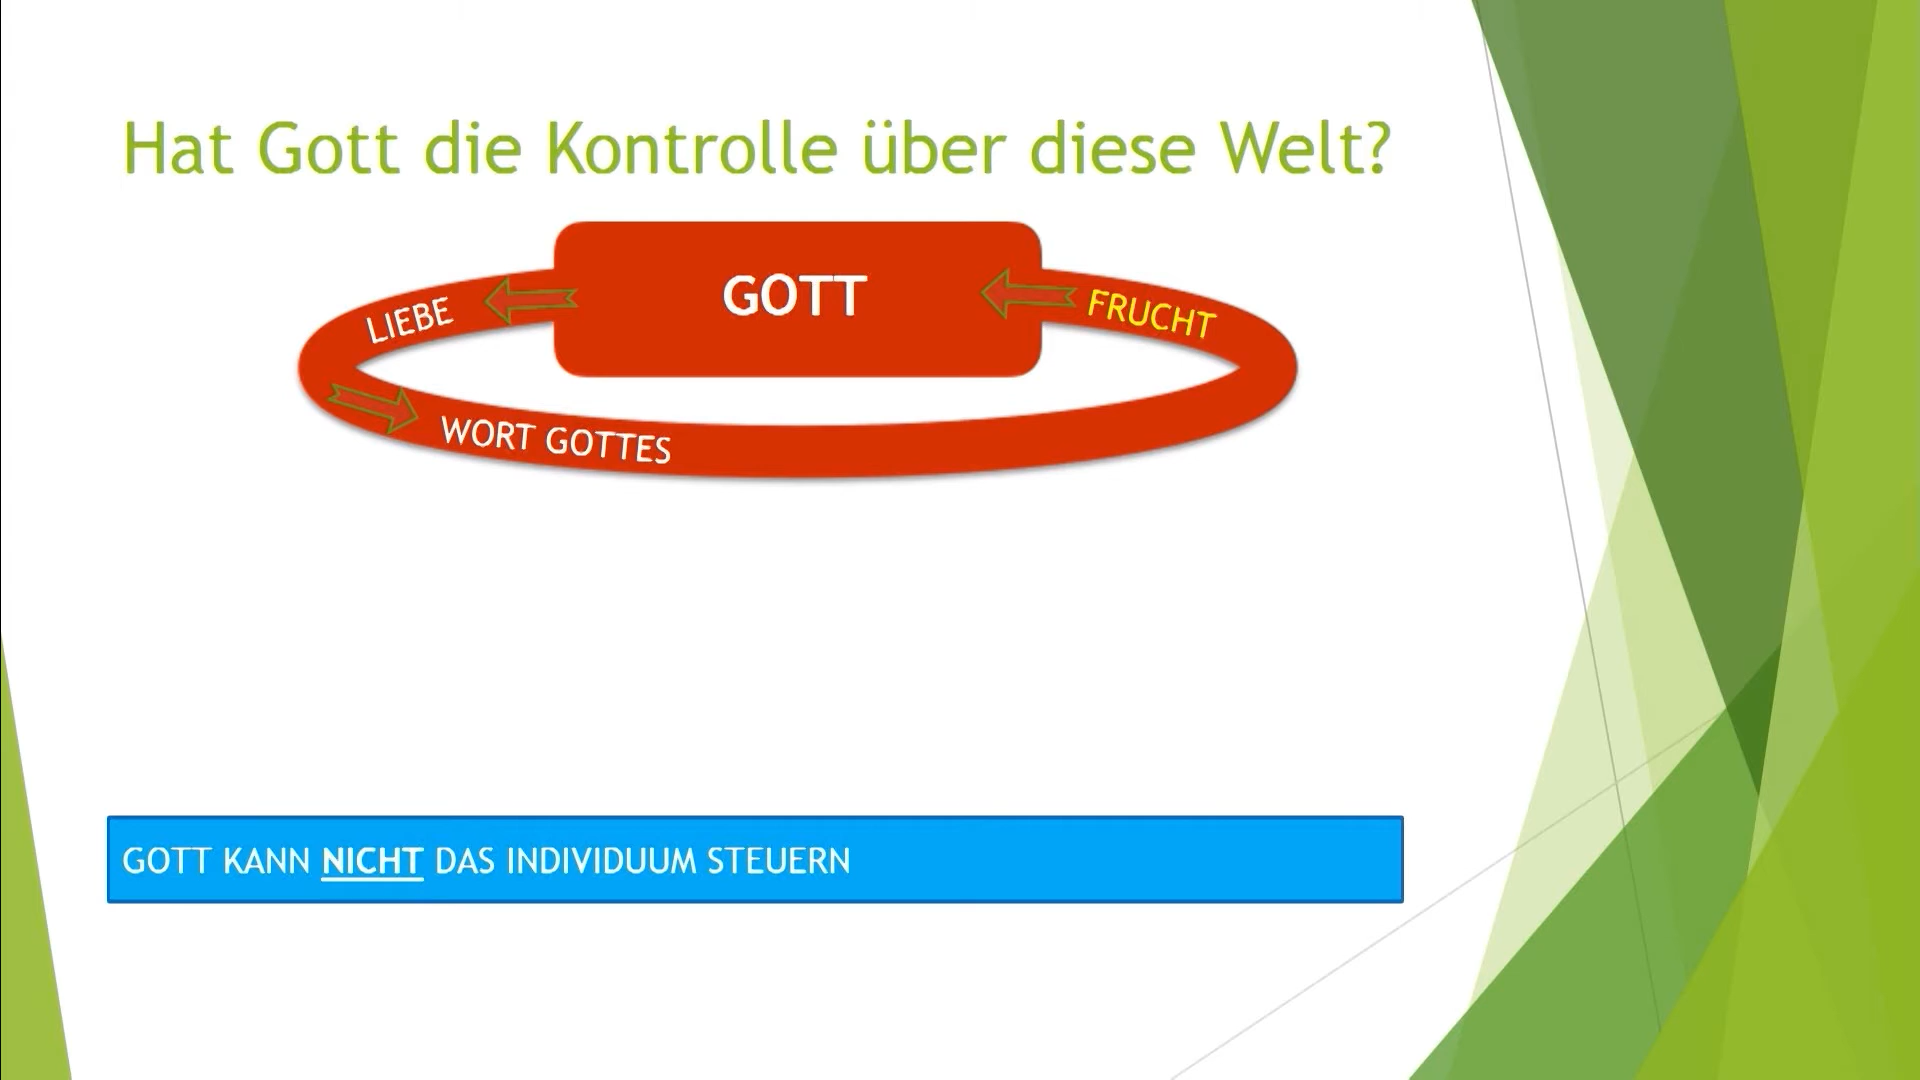 Hat Gott die Kontrolle über diese Welt?
GOTT
LIEBE
FRUCHT
WORT GOTTES
GOTT KANN NICHT DAS INDIVIDUUM STEUERN